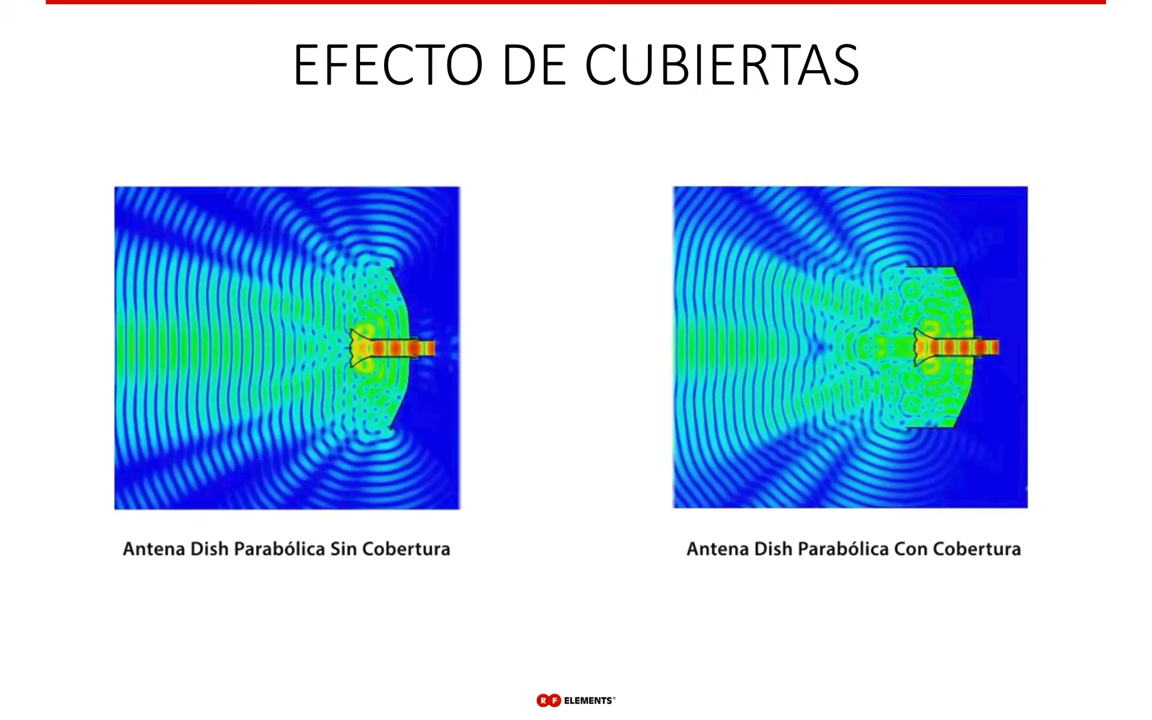 EFECTO DE CUBIERTAS
Antena Dish Parabólica Sin Cobertura
Antena Dish Parabólica Con Cobertura
RF ELEMENTS